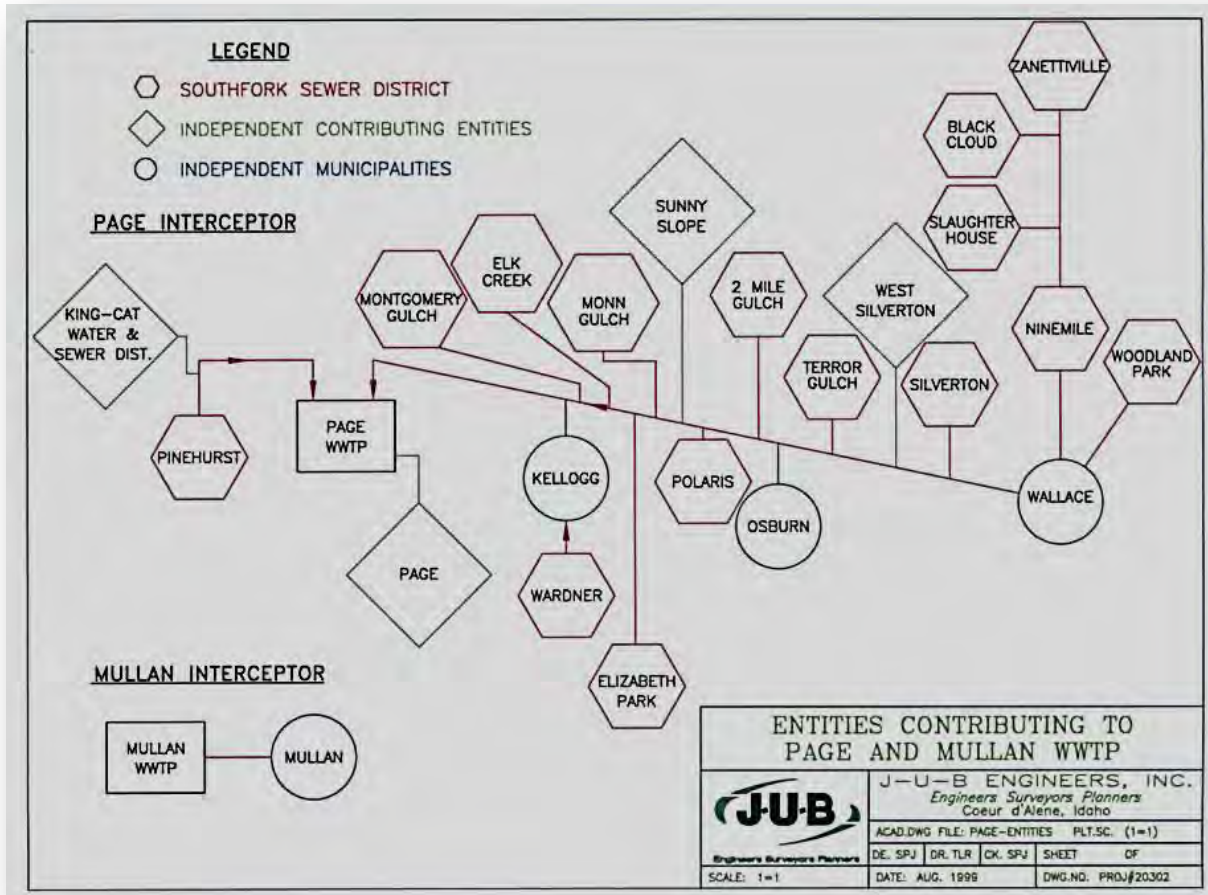 LEGEND
SOUTHFORK SEWER DISTRICT
INDEPENDENT CONTRIBUTING ENTITIES
INDEPENDENT MUNICIPALITIES
PAGE INTERCEPTOR
ZANETTIVILLE
BLACK
CLOUD
SLAUGHTER
HOUSE
SUNNY
SLOPE
ELK
CREEK
MONTGOMERY
GULCH
MONN
GULCH
2 MILE
GULCH
WEST
SILVERTON
NINEMILE
WOODLAND
PARK
KING-CAT
WATER &
SEWER DIST.
TERROR
GULCH
SILVERTON
PINEHURST
PAGE
WWTP
KELLOGG
POLARIS
OSBURN
WALLACE
PAGE
WARDNER
ELIZABETH
PARK
MULLAN INTERCEPTOR
MULLAN
WWTP
MULLAN
ENTITIES CONTRIBUTING TO
PAGE AND MULLAN WWTP
J·U·B
Engineers Surveyors Planners
J-U-B ENGINEERS, INC.
Engineers Surveyors Planners
Coeur d'Alene, Idaho
ACAD.DWG FILE: PAGE-ENTITIES PLT.SC. (1=1)
DE. SPJ DR. TLR CK. SPJ SHEET OF
SCALE: 1=1 DATE: AUG. 1999 DWG.NO. PROJ#20302